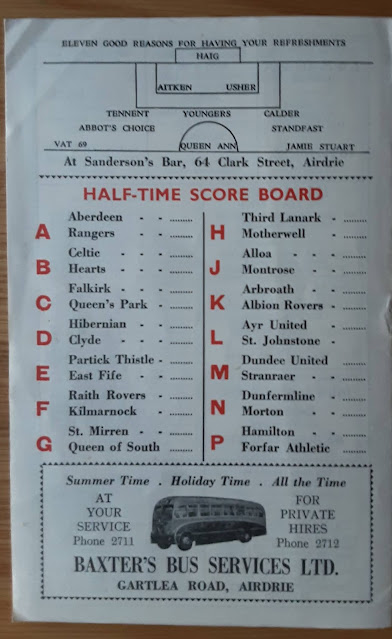 ELEVEN GOOD REASONS FOR HAVING YOUR REFRESHMENTS
HAIG
AITKEN USHER
TENNENT YOUNGERS CALDER
ABBOT'S CHOICE STANDFAST
VAT 69 QUEEN ANN JAMIE STUART
At Sanderson's Bar, 64 Clark Street, Airdrie
HALF-TIME SCORE BOARD
A
Aberdeen - - .........
Rangers - - .........
B
Celtic - - - .........
Hearts - - - .........
C
Falkirk - - - .........
Queen's Park - .........
D
Hibernian - - .........
Clyde - - - .........
E
Partick Thistle - .........
East Fife - - .........
F
Raith Rovers - .........
Kilmarnock - - .........
G
St. Mirren - - .........
Queen of South .........
H
Third Lanark - .........
Motherwell - .........
J
Alloa - - - .........
Montrose - - .........
K
Arbroath - - .........
Albion Rovers - .........
L
Ayr United - .........
St. Johnstone - .........
M
Dundee United .........
Stranraer - - .........
N
Dunfermline - .........
Morton - - .........
P
Hamilton - - .........
Forfar Athletic .........
Summer Time . Holiday Time . All the Time
AT
YOUR
SERVICE
Phone 2711
FOR
PRIVATE
HIRES
Phone 2712
BAXTER'S BUS SERVICES LTD.
GARTLEA ROAD, AIRDRIE